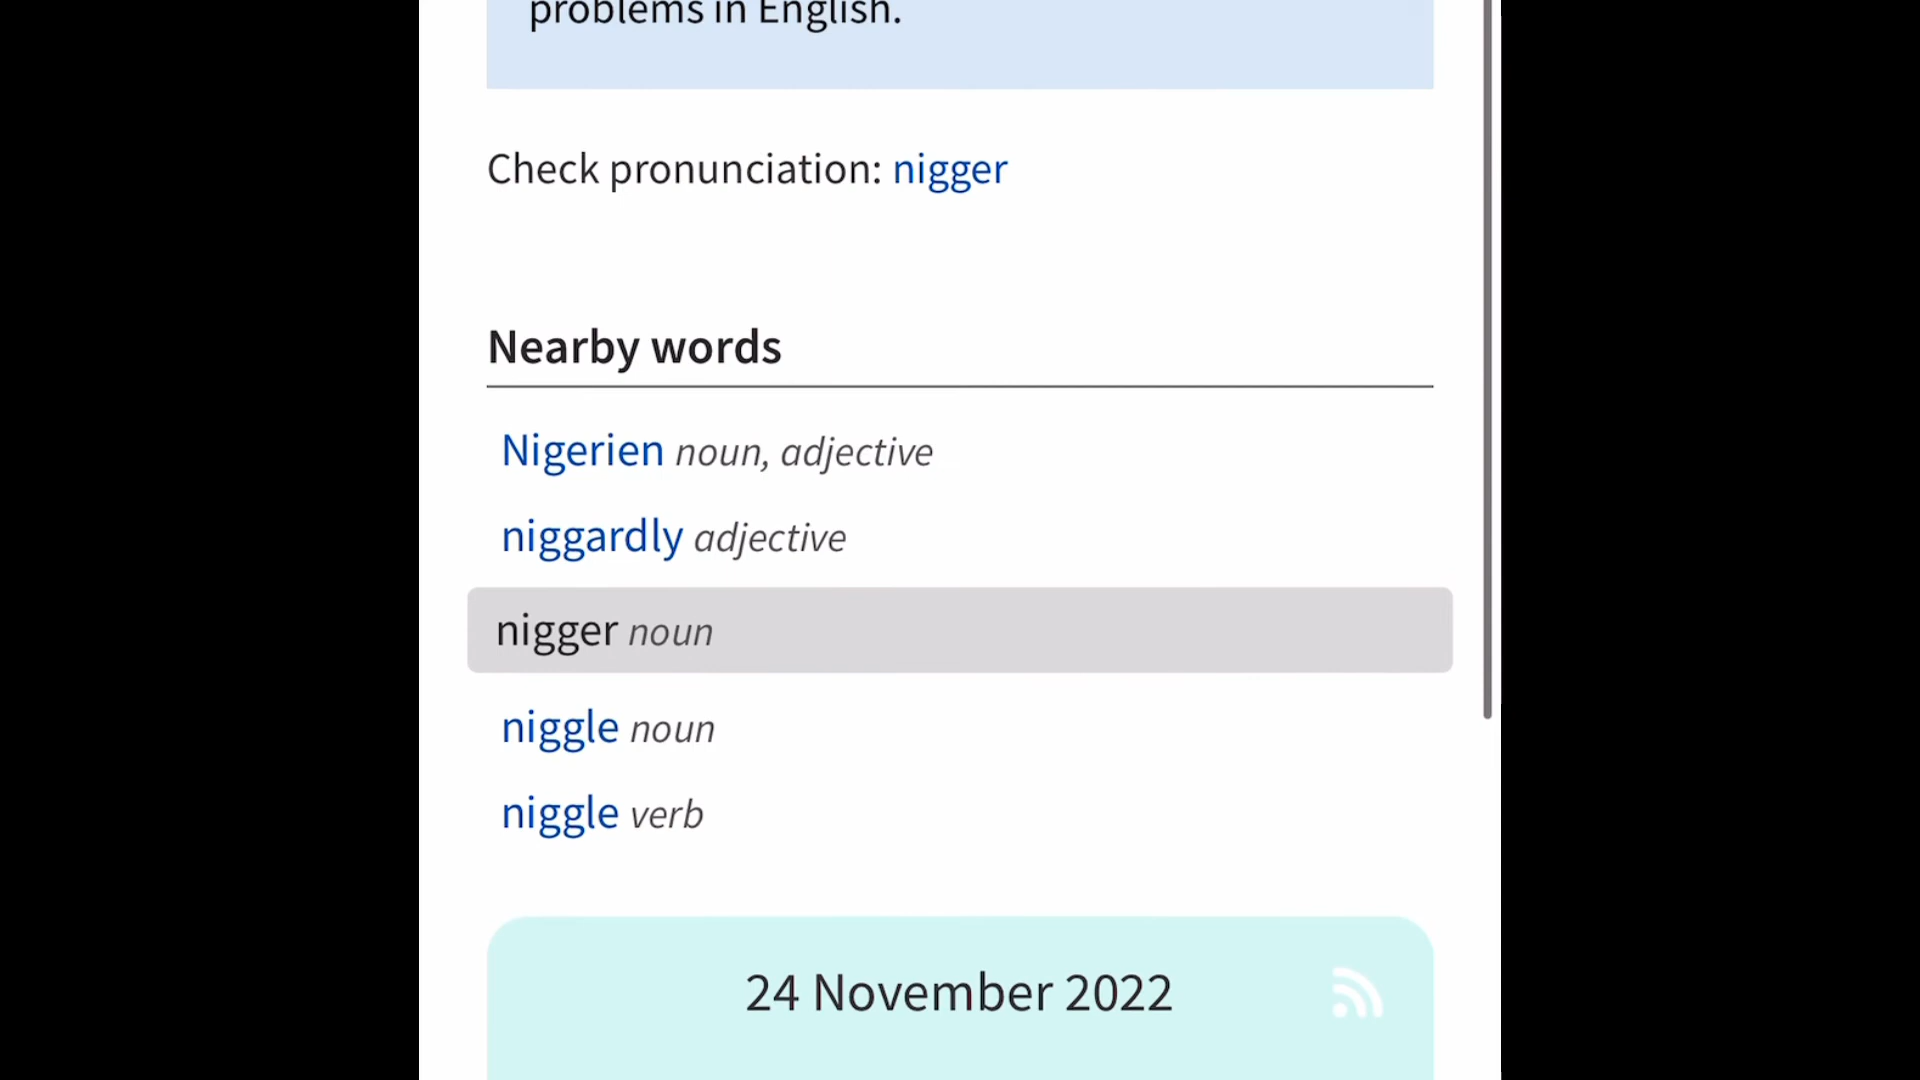 problems in English.
Check pronunciation: nigger
Nearby words
Nigerien noun, adjective
niggardly adjective
nigger noun
niggle noun
niggle verb
24 November 2022